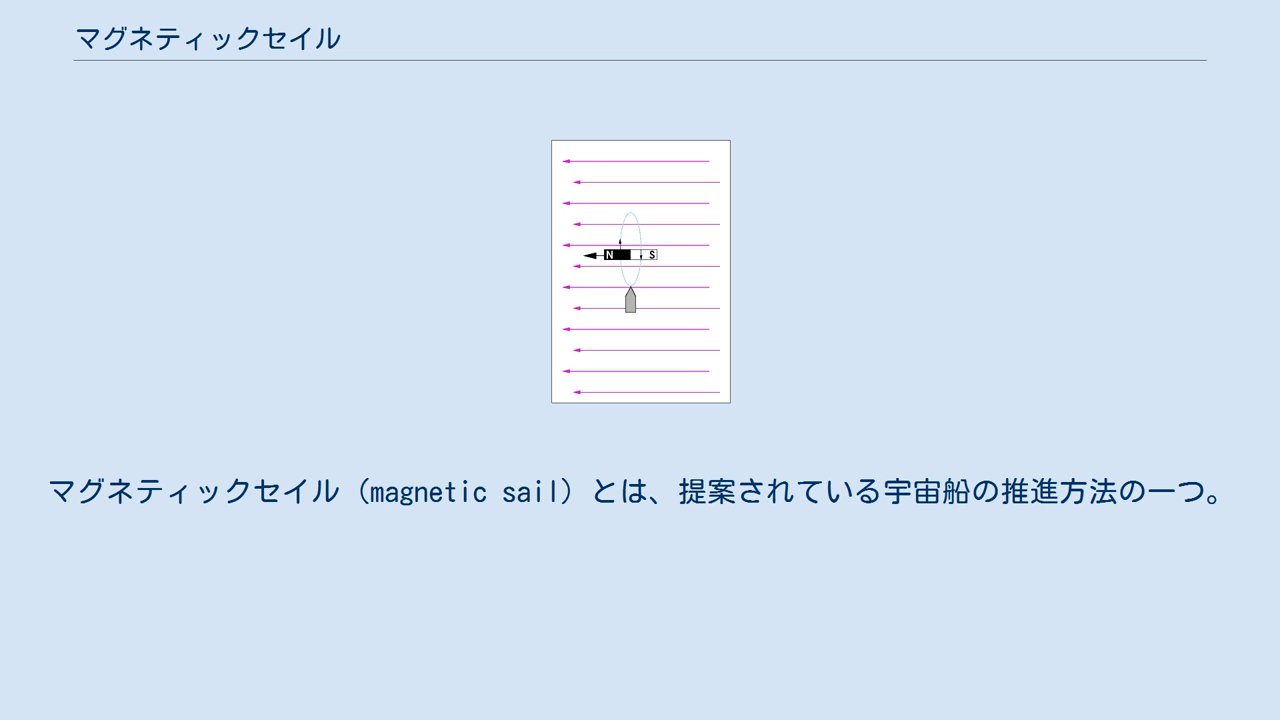 マグネティックセイル
N S
マグネティックセイル（magnetic sail）とは、提案されている宇宙船の推進方法の一つ。